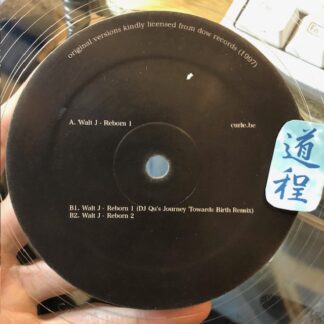 original versions kindly licensed from dow records (1997)
A. Walt J - Reborn 1
curle.be
道程
B1. Walt J - Reborn 1 (DJ Qu's Journey Towards Birth Remix)
B2. Walt J - Reborn 2